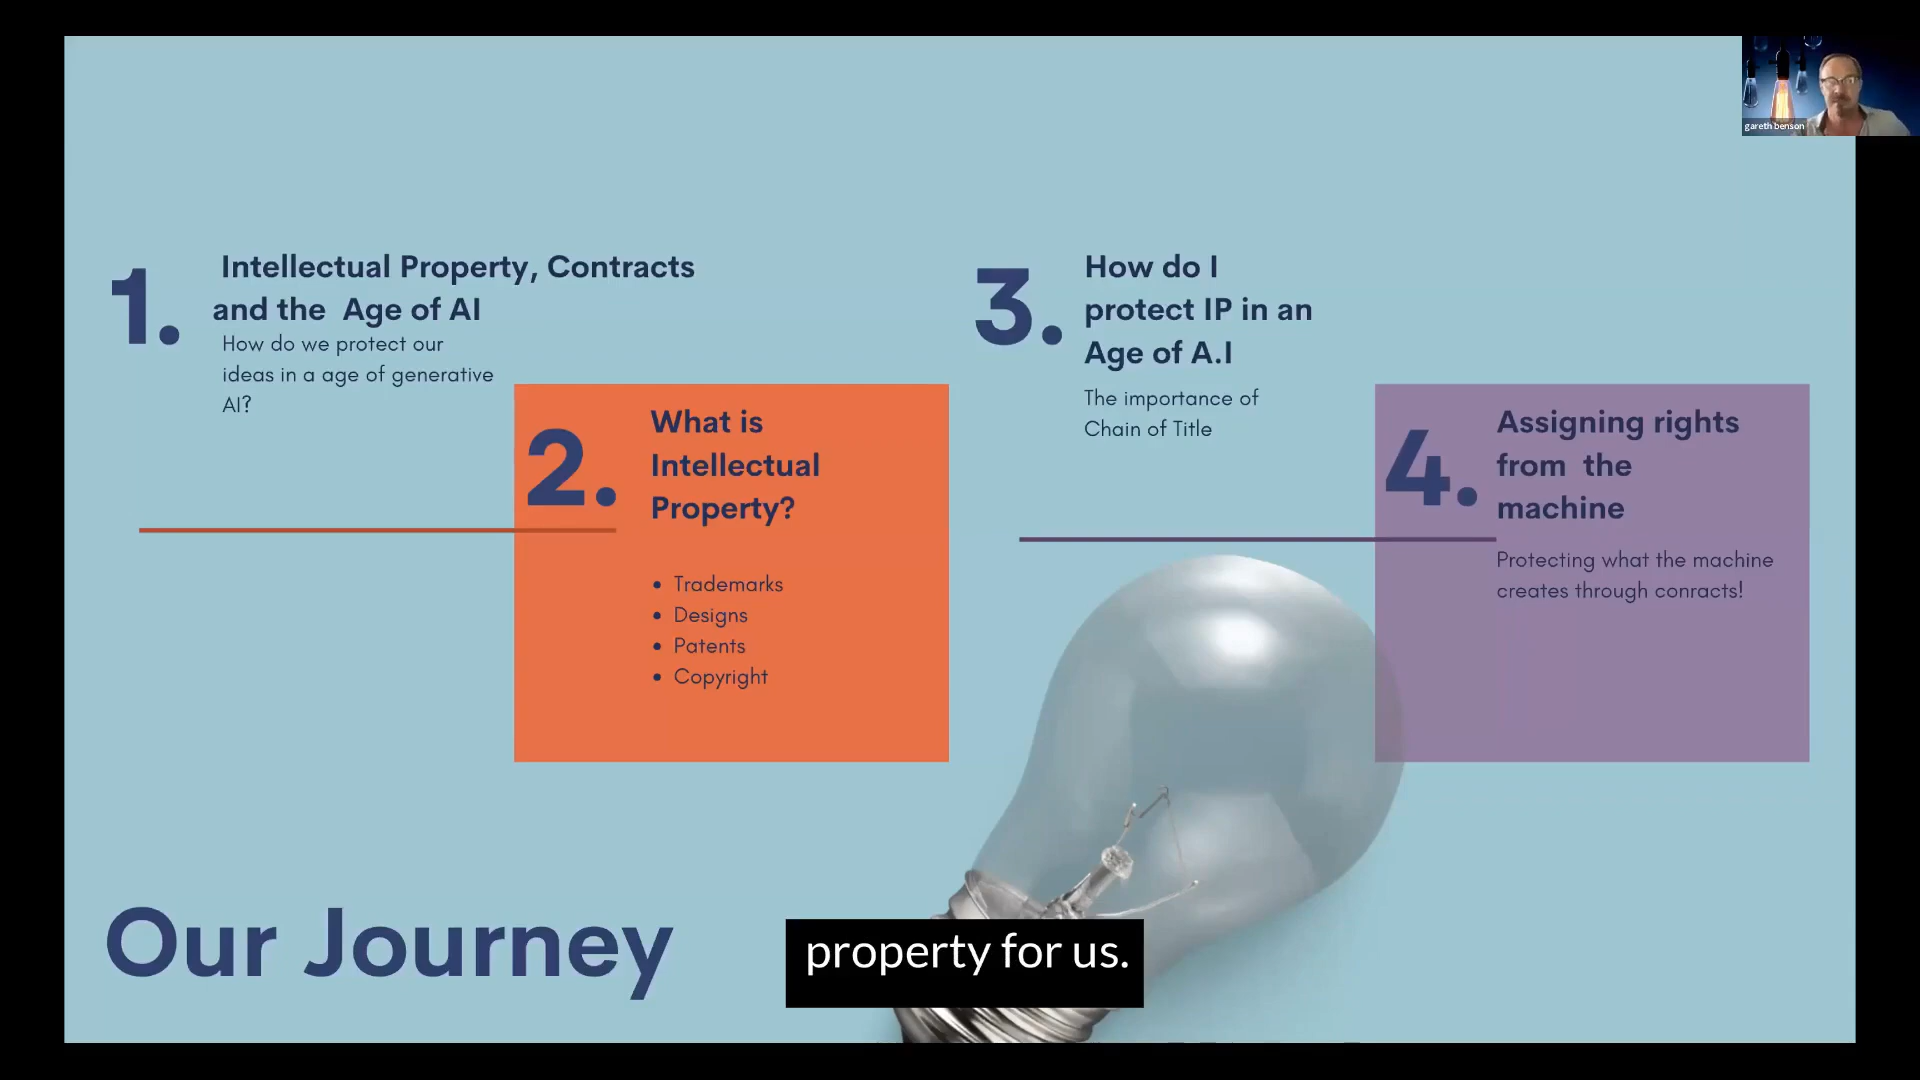 gareth benson
1.
Intellectual Property, Contracts
and the Age of AI
How do we protect our
ideas in a age of generative
AI?
2.
What is
Intellectual
Property?
• Trademarks
• Designs
• Patents
• Copyright
3.
How do I
protect IP in an
Age of A.I
The importance of
Chain of Title
4.
Assigning rights
from the
machine
Protecting what the machine
creates through conracts!
Our Journey
property for us.